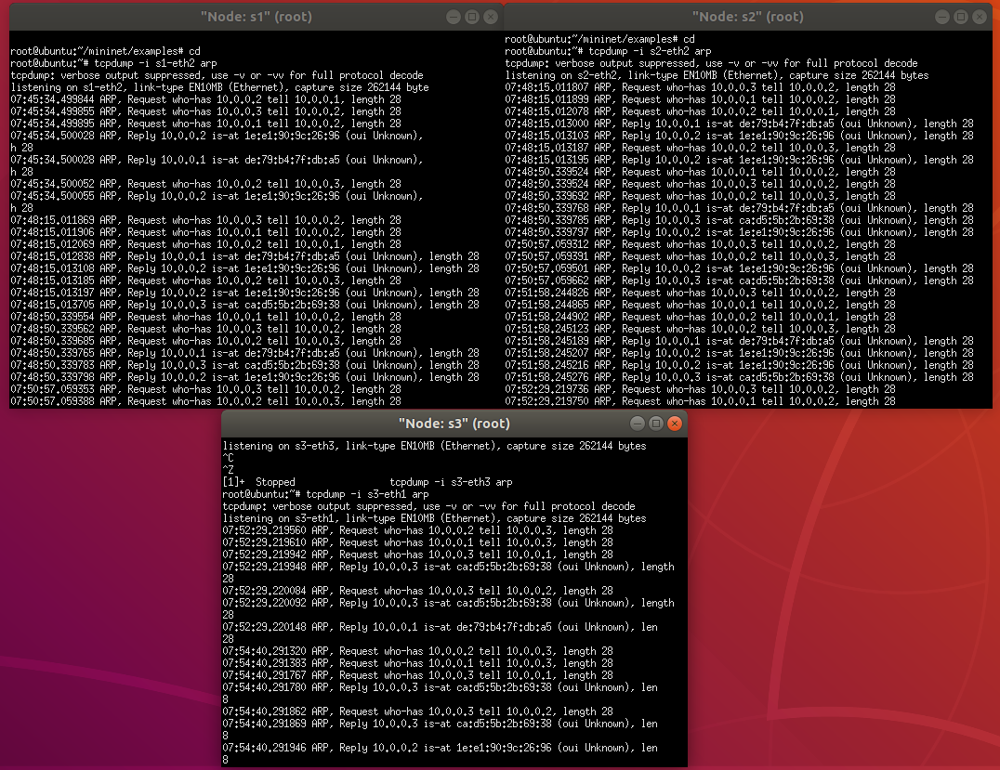 "Node: s1" (root)
root@ubuntu:~/mininet/examples# cd
root@ubuntu:~# tcpdump -i s1-eth2 arp
tcpdump: verbose output suppressed, use -v or -vv for full protocol decode
listening on s1-eth2, link-type EN10MB (Ethernet), capture size 262144 byte
07:45:34.499844 ARP, Request who-has 10.0.0.2 tell 10.0.0.1, length 28
07:45:34.499855 ARP, Request who-has 10.0.0.3 tell 10.0.0.2, length 28
07:45:34.499895 ARP, Request who-has 10.0.0.1 tell 10.0.0.2, length 28
07:45:34.500028 ARP, Reply 10.0.0.2 is-at 1e:e1:90:9c:26:96 (oui Unknown),
h 28
07:45:34.500028 ARP, Reply 10.0.0.1 is-at de:79:b4:7f:db:a5 (oui Unknown),
h 28
07:45:34.500052 ARP, Request who-has 10.0.0.2 tell 10.0.0.3, length 28
07:45:34.500055 ARP, Reply 10.0.0.2 is-at 1e:e1:90:9c:26:96 (oui Unknown),
h 28
07:48:15.011869 ARP, Request who-has 10.0.0.3 tell 10.0.0.2, length 28
07:48:15.011906 ARP, Request who-has 10.0.0.1 tell 10.0.0.2, length 28
07:48:15.012069 ARP, Request who-has 10.0.0.2 tell 10.0.0.1, length 28
07:48:15.012838 ARP, Reply 10.0.0.1 is-at de:79:b4:7f:db:a5 (oui Unknown), length 28
07:48:15.013108 ARP, Reply 10.0.0.2 is-at 1e:e1:90:9c:26:96 (oui Unknown), length 28
07:48:15.013185 ARP, Request who-has 10.0.0.2 tell 10.0.0.3, length 28
07:48:15.013197 ARP, Reply 10.0.0.2 is-at 1e:e1:90:9c:26:96 (oui Unknown), length 28
07:48:15.013705 ARP, Reply 10.0.0.3 is-at ca:d5:5b:2b:69:38 (oui Unknown), length 28
07:48:50.339554 ARP, Request who-has 10.0.0.1 tell 10.0.0.2, length 28
07:48:50.339562 ARP, Request who-has 10.0.0.3 tell 10.0.0.2, length 28
07:48:50.339685 ARP, Request who-has 10.0.0.2 tell 10.0.0.3, length 28
07:48:50.339765 ARP, Reply 10.0.0.1 is-at de:79:b4:7f:db:a5 (oui Unknown), length 28
07:48:50.339783 ARP, Reply 10.0.0.3 is-at ca:d5:5b:2b:69:38 (oui Unknown), length 28
07:48:50.339798 ARP, Reply 10.0.0.2 is-at 1e:e1:90:9c:26:96 (oui Unknown), length 28
07:50:57.059353 ARP, Request who-has 10.0.0.3 tell 10.0.0.2, length 28
07:50:57.059388 ARP, Request who-has 10.0.0.2 tell 10.0.0.3, length 28
"Node: s2" (root)
root@ubuntu:~/mininet/examples# cd
root@ubuntu:~# tcpdump -i s2-eth2 arp
tcpdump: verbose output suppressed, use -v or -vv for full protocol decode
listening on s2-eth2, link-type EN10MB (Ethernet), capture size 262144 bytes
07:48:15.011807 ARP, Request who-has 10.0.0.3 tell 10.0.0.2, length 28
07:48:15.011899 ARP, Request who-has 10.0.0.1 tell 10.0.0.2, length 28
07:48:15.012078 ARP, Request who-has 10.0.0.2 tell 10.0.0.1, length 28
07:48:15.013000 ARP, Reply 10.0.0.1 is-at de:79:b4:7f:db:a5 (oui Unknown), length 28
07:48:15.013103 ARP, Reply 10.0.0.2 is-at 1e:e1:90:9c:26:96 (oui Unknown), length 28
07:48:15.013187 ARP, Request who-has 10.0.0.2 tell 10.0.0.3, length 28
07:48:15.013195 ARP, Reply 10.0.0.2 is-at 1e:e1:90:9c:26:96 (oui Unknown), length 28
07:48:50.339524 ARP, Request who-has 10.0.0.1 tell 10.0.0.2, length 28
07:48:50.339524 ARP, Request who-has 10.0.0.3 tell 10.0.0.2, length 28
07:48:50.339692 ARP, Request who-has 10.0.0.2 tell 10.0.0.3, length 28
07:48:50.339768 ARP, Reply 10.0.0.1 is-at de:79:b4:7f:db:a5 (oui Unknown), length 28
07:48:50.339785 ARP, Reply 10.0.0.3 is-at ca:d5:5b:2b:69:38 (oui Unknown), length 28
07:48:50.339797 ARP, Reply 10.0.0.2 is-at 1e:e1:90:9c:26:96 (oui Unknown), length 28
07:50:57.059312 ARP, Request who-has 10.0.0.3 tell 10.0.0.2, length 28
07:50:57.059391 ARP, Request who-has 10.0.0.2 tell 10.0.0.3, length 28
07:50:57.059501 ARP, Reply 10.0.0.2 is-at 1e:e1:90:9c:26:96 (oui Unknown), length 28
07:50:57.059662 ARP, Reply 10.0.0.3 is-at ca:d5:5b:2b:69:38 (oui Unknown), length 28
07:51:58.244826 ARP, Request who-has 10.0.0.3 tell 10.0.0.2, length 28
07:51:58.244865 ARP, Request who-has 10.0.0.1 tell 10.0.0.2, length 28
07:51:58.244902 ARP, Request who-has 10.0.0.2 tell 10.0.0.1, length 28
07:51:58.245123 ARP, Request who-has 10.0.0.2 tell 10.0.0.3, length 28
07:51:58.245189 ARP, Reply 10.0.0.1 is-at de:79:b4:7f:db:a5 (oui Unknown), length 28
07:51:58.245207 ARP, Reply 10.0.0.2 is-at 1e:e1:90:9c:26:96 (oui Unknown), length 28
07:51:58.245216 ARP, Reply 10.0.0.2 is-at 1e:e1:90:9c:26:96 (oui Unknown), length 28
07:51:58.245276 ARP, Reply 10.0.0.3 is-at ca:d5:5b:2b:69:38 (oui Unknown), length 28
07:52:29.219736 ARP, Request who-has 10.0.0.3 tell 10.0.0.2, length 28
07:52:29.219750 ARP, Request who-has 10.0.0.1 tell 10.0.0.2, length 28
"Node: s3" (root)
listening on s3-eth3, link-type EN10MB (Ethernet), capture size 262144 bytes
^C
^Z
[1]+  Stopped                 tcpdump -i s3-eth3 arp
root@ubuntu:~# tcpdump -i s3-eth1 arp
tcpdump: verbose output suppressed, use -v or -vv for full protocol decode
listening on s3-eth1, link-type EN10MB (Ethernet), capture size 262144 bytes
07:52:29.219560 ARP, Request who-has 10.0.0.2 tell 10.0.0.3, length 28
07:52:29.219610 ARP, Request who-has 10.0.0.1 tell 10.0.0.3, length 28
07:52:29.219942 ARP, Request who-has 10.0.0.3 tell 10.0.0.1, length 28
07:52:29.219948 ARP, Reply 10.0.0.3 is-at ca:d5:5b:2b:69:38 (oui Unknown), length
28
07:52:29.220084 ARP, Request who-has 10.0.0.3 tell 10.0.0.2, length 28
07:52:29.220092 ARP, Reply 10.0.0.3 is-at ca:d5:5b:2b:69:38 (oui Unknown), length
28
07:52:29.220148 ARP, Reply 10.0.0.1 is-at de:79:b4:7f:db:a5 (oui Unknown), len
28
07:54:40.291320 ARP, Request who-has 10.0.0.2 tell 10.0.0.3, length 28
07:54:40.291383 ARP, Request who-has 10.0.0.1 tell 10.0.0.3, length 28
07:54:40.291767 ARP, Request who-has 10.0.0.3 tell 10.0.0.1, length 28
07:54:40.291780 ARP, Reply 10.0.0.3 is-at ca:d5:5b:2b:69:38 (oui Unknown), len
8
07:54:40.291862 ARP, Request who-has 10.0.0.3 tell 10.0.0.2, length 28
07:54:40.291869 ARP, Reply 10.0.0.3 is-at ca:d5:5b:2b:69:38 (oui Unknown), len
8
07:54:40.291946 ARP, Reply 10.0.0.2 is-at 1e:e1:90:9c:26:96 (oui Unknown), len
8